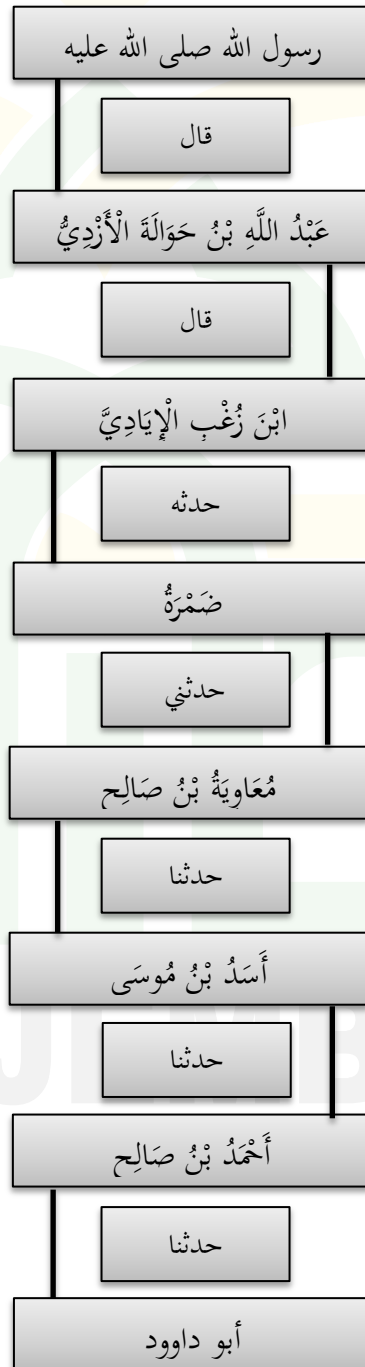 رسول الله صلى الله عليه
قال
عَبْدُ اللَّهِ بْنُ حَوَالَةَ الْأَزْدِيُّ
قال
ابْنَ زُغْبِ الْإِيَادِيَّ
حدثه
ضَمْرَةُ
حدثني
مُعَاوِيَةُ بْنُ صَالِحٍ
حدثنا
أَسَدُ بْنُ مُوسَى
حدثنا
أَحْمَدُ بْنُ صَالِحٍ
حدثنا
أبو داوود